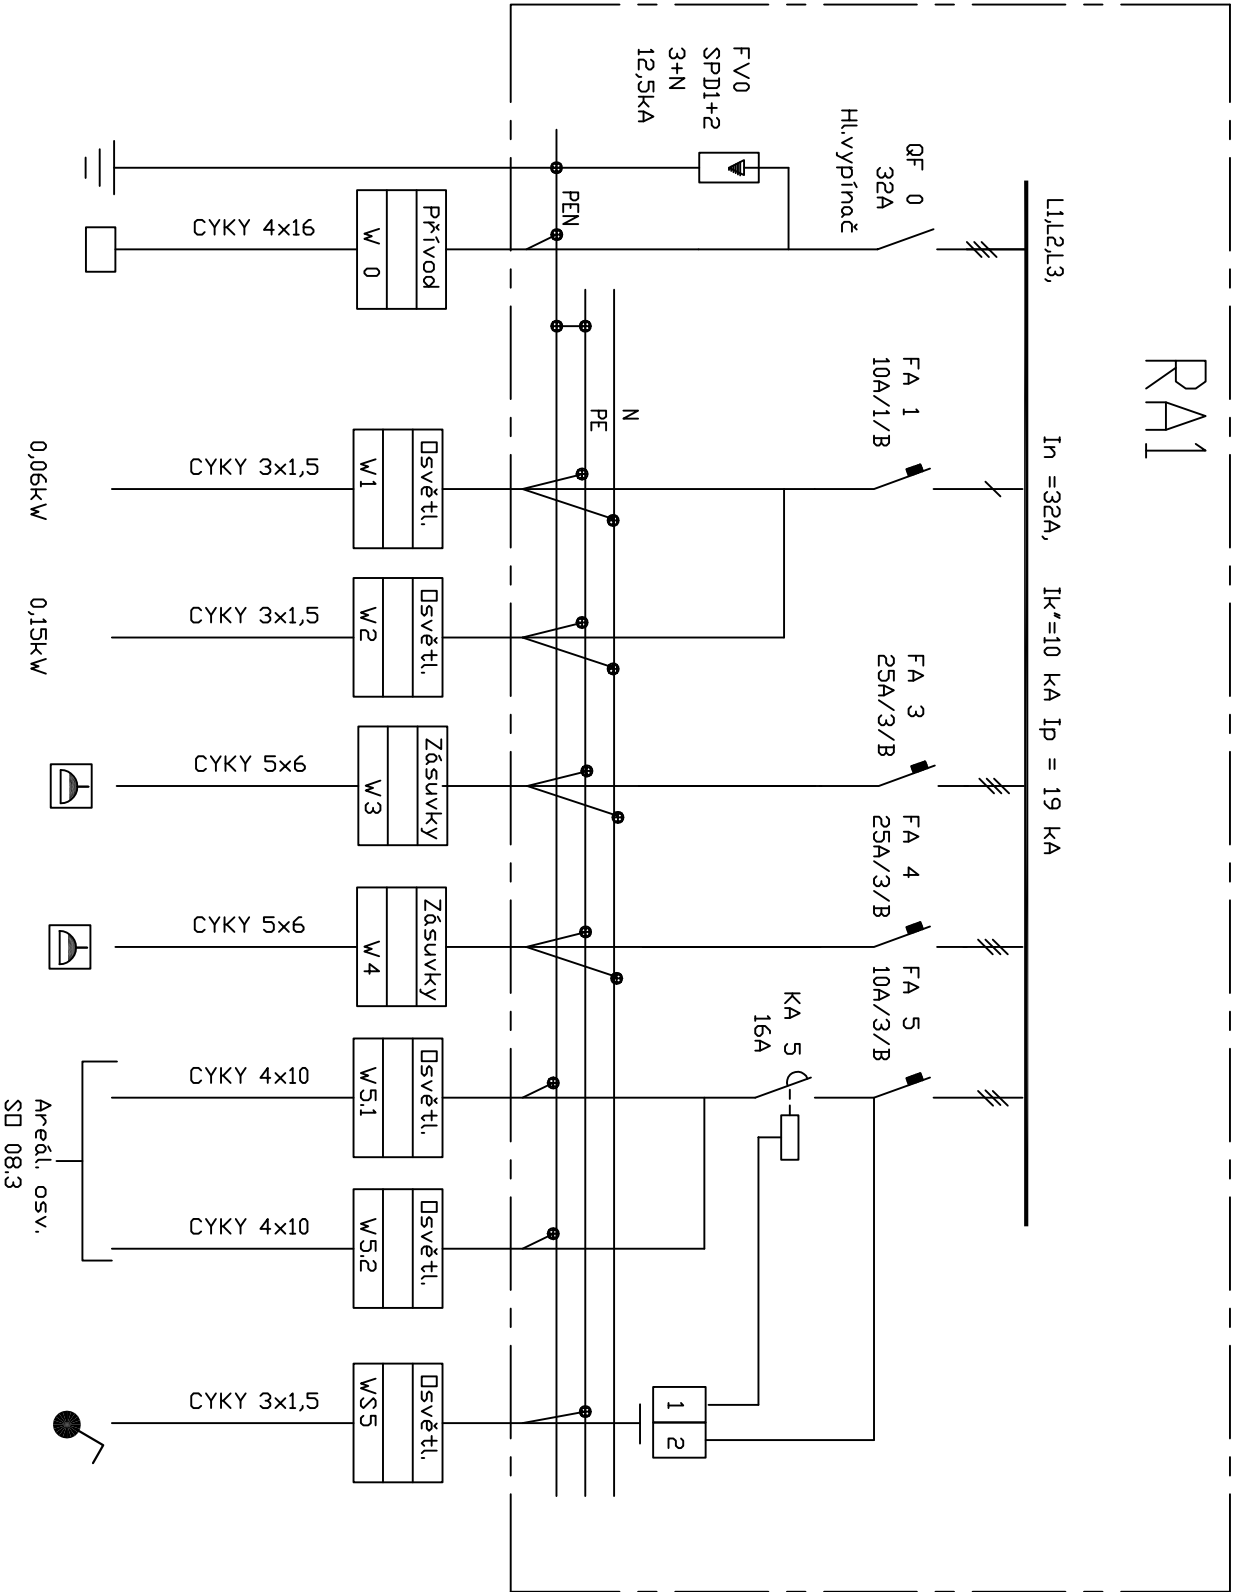 RA1
L1,L2,L3,
In =32A,
Ik"=10 kA Ip = 19 kA
QF 0
32A
Hl.vypínač
FV0
SPD1+2
3+N
12,5kA
FA 1
10A/1/B
FA 3
25A/3/B
FA 4
25A/3/B
FA 5
10A/3/B
KA 5
16A
N
PE
PEN
1
2
Přívod
W 0
Osvětl.
W1
Osvětl.
W2
Zásuvky
W3
Zásuvky
W4
Osvětl.
W5.1
Osvětl.
W5.2
Osvětl.
WS5
CYKY 4x16
CYKY 3x1,5
CYKY 3x1,5
CYKY 5x6
CYKY 5x6
CYKY 4x10
CYKY 4x10
CYKY 3x1,5
0,06kW
0,15kW
Areál. osv.
SO 08.3